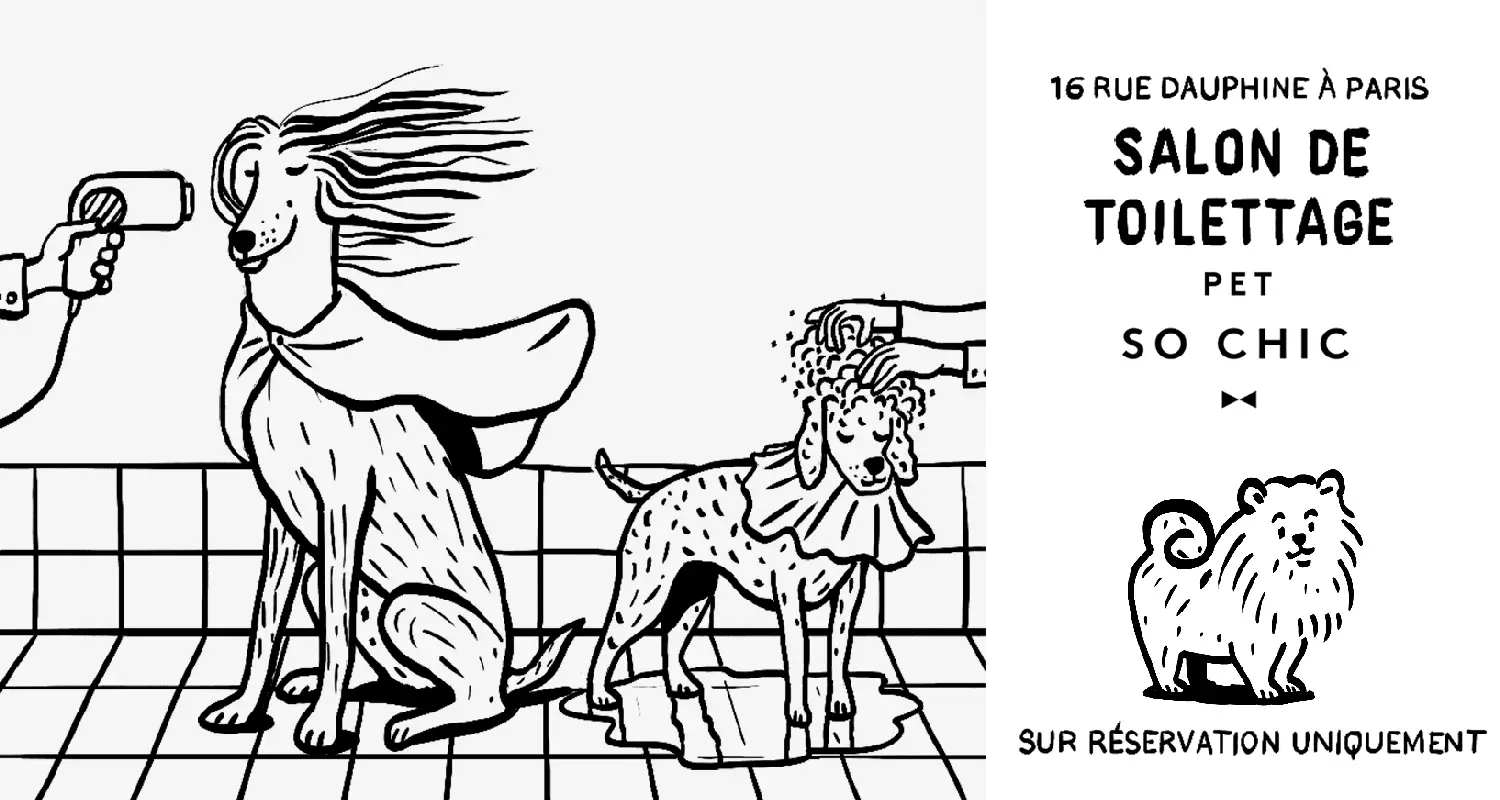 16 RUE DAUPHINE À PARIS
SALON DE
TOILETTAGE
PET
SO CHIC
SUR RÉSERVATION UNIQUEMENT